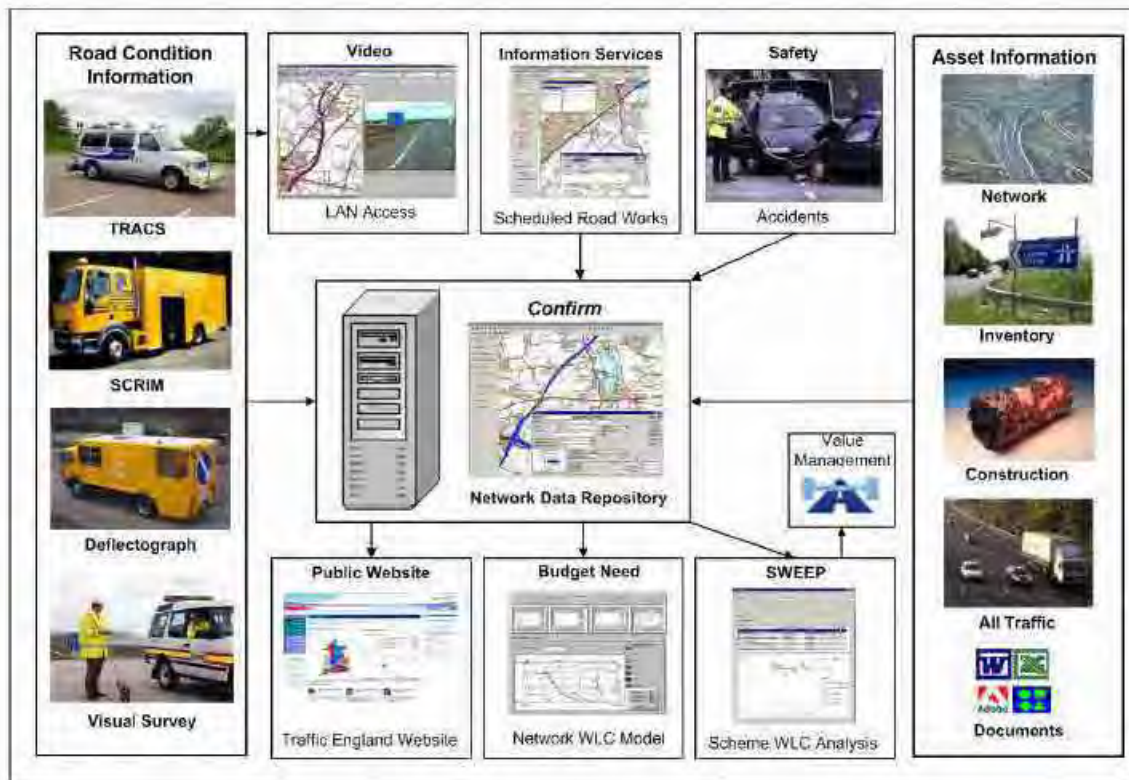 Road Condition
Information
TRACS
SCRIM
Deflectograph
Visual Survey
Video
LAN Access
Information Services
Scheduled Road Works
Safety
Accidents
Confirm
Network Data Repository
Value
Management
Public Website
Traffic England Website
Budget Need
Network WLC Model
SWEEP
Scheme WLC Analysis
Asset Information
Network
Inventory
Construction
All Traffic
W
X
Adobe
Documents